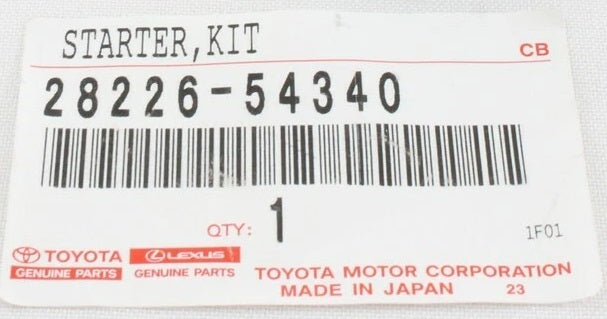 STARTER,KIT
CB
28226-54340
QTY: 1
1F01
TOYOTA LEXUS
GENUINE PARTS GENUINE PARTS
TOYOTA MOTOR CORPORATION
MADE IN JAPAN 23